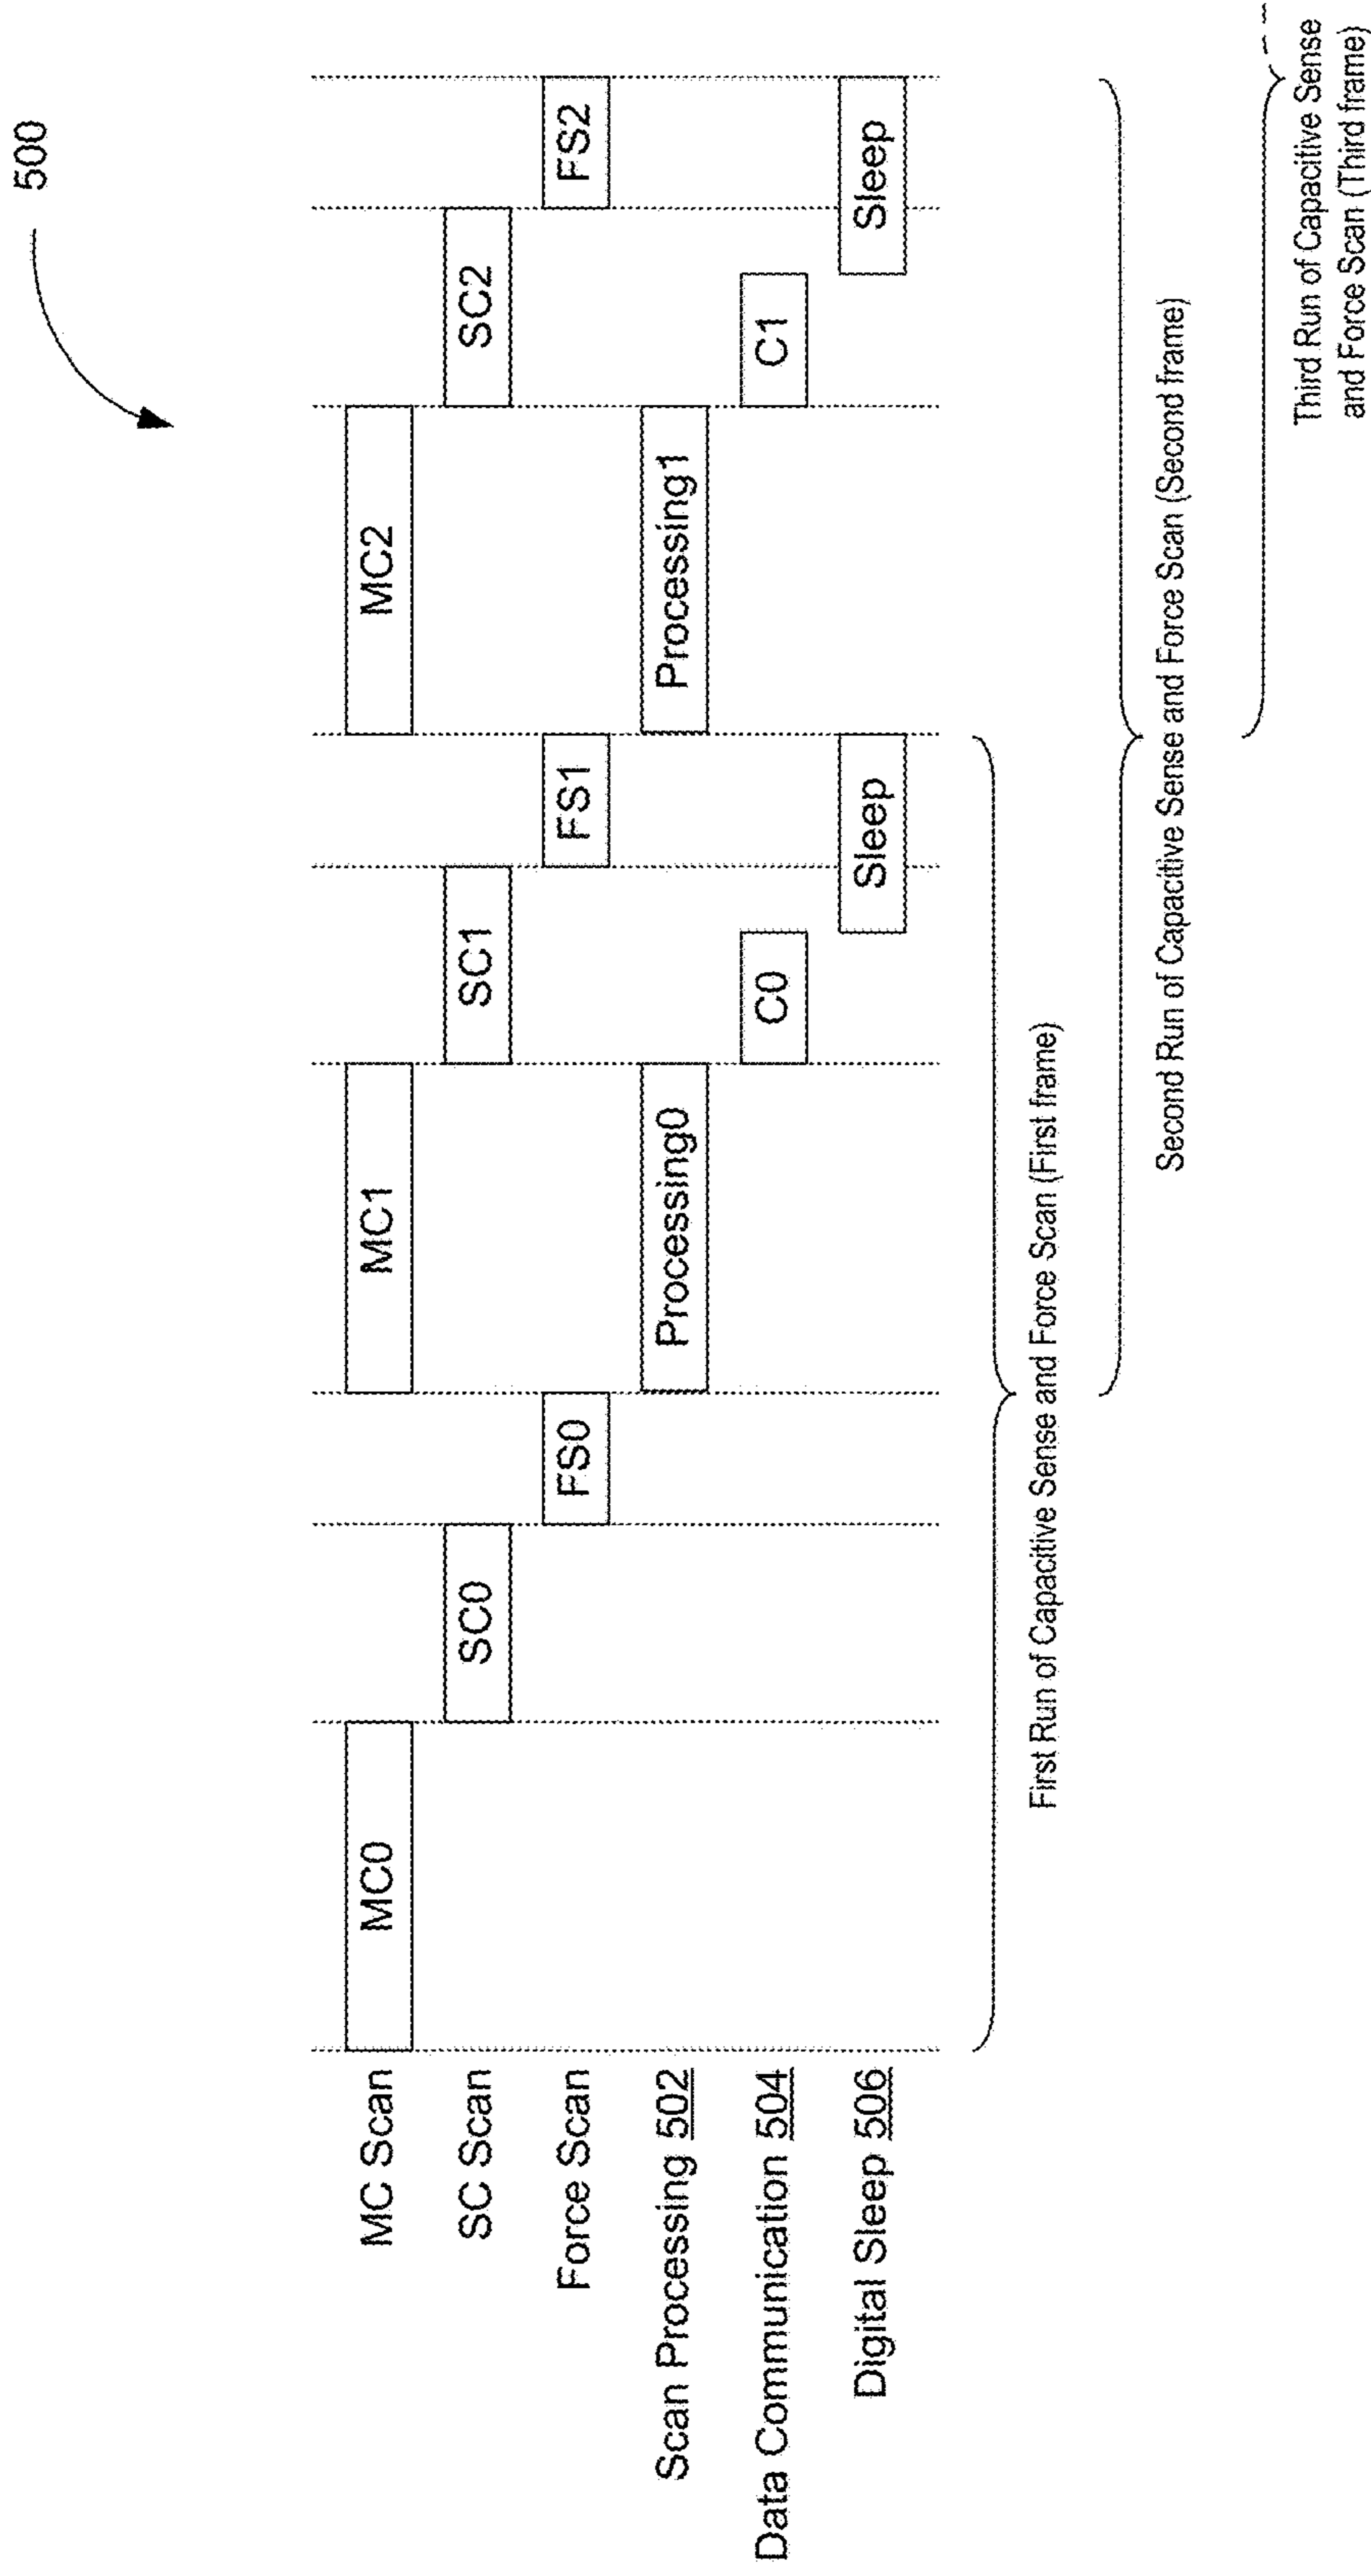 500
MC Scan
MC0
MC1
MC2
SC Scan
SC0
SC1
SC2
Force Scan
FS0
FS1
FS2
Scan Processing 502
Processing0
Processing1
Data Communication 504
C0
C1
Digital Sleep 506
Sleep
Sleep
First Run of Capacitive Sense and Force Scan (First frame)
Second Run of Capacitive Sense and Force Scan (Second frame)
Third Run of Capacitive Sense
and Force Scan (Third frame)